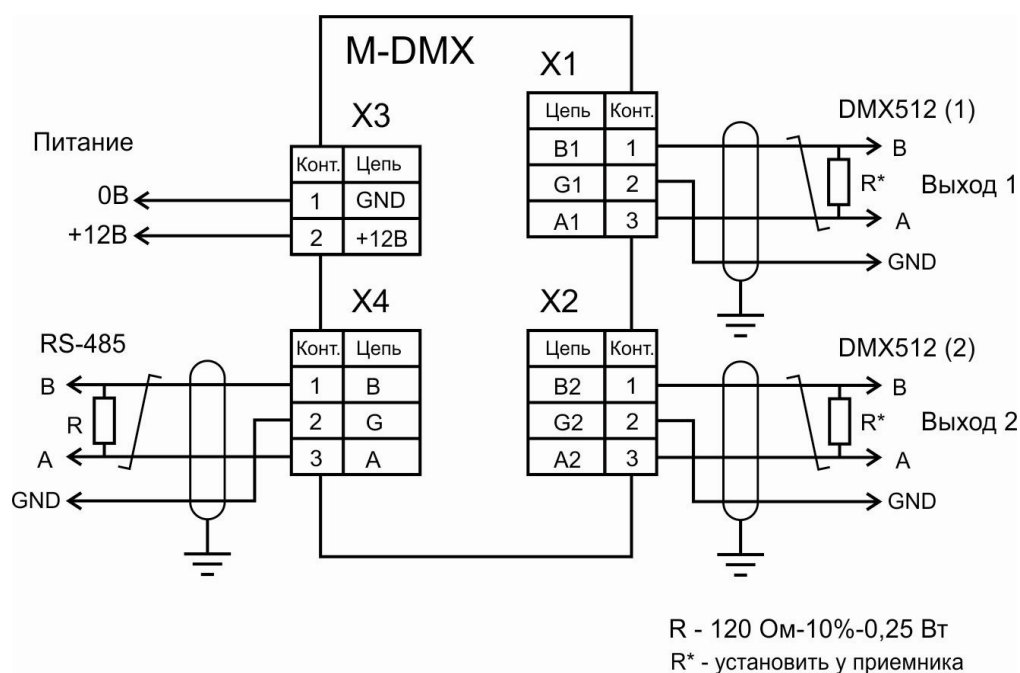 M-DMX
Питание
0В
+12В
X3
Конт. Цепь
1 GND
2 +12В
RS-485
B
R
A
GND
X4
Конт. Цепь
1 B
2 G
3 A
X1
Цепь Конт.
B1 1
G1 2
A1 3
DMX512 (1)
B
R* Выход 1
A
GND
X2
Цепь Конт.
B2 1
G2 2
A2 3
DMX512 (2)
B
R* Выход 2
A
GND
R - 120 Ом-10%-0,25 Вт
R* - установить у приемника